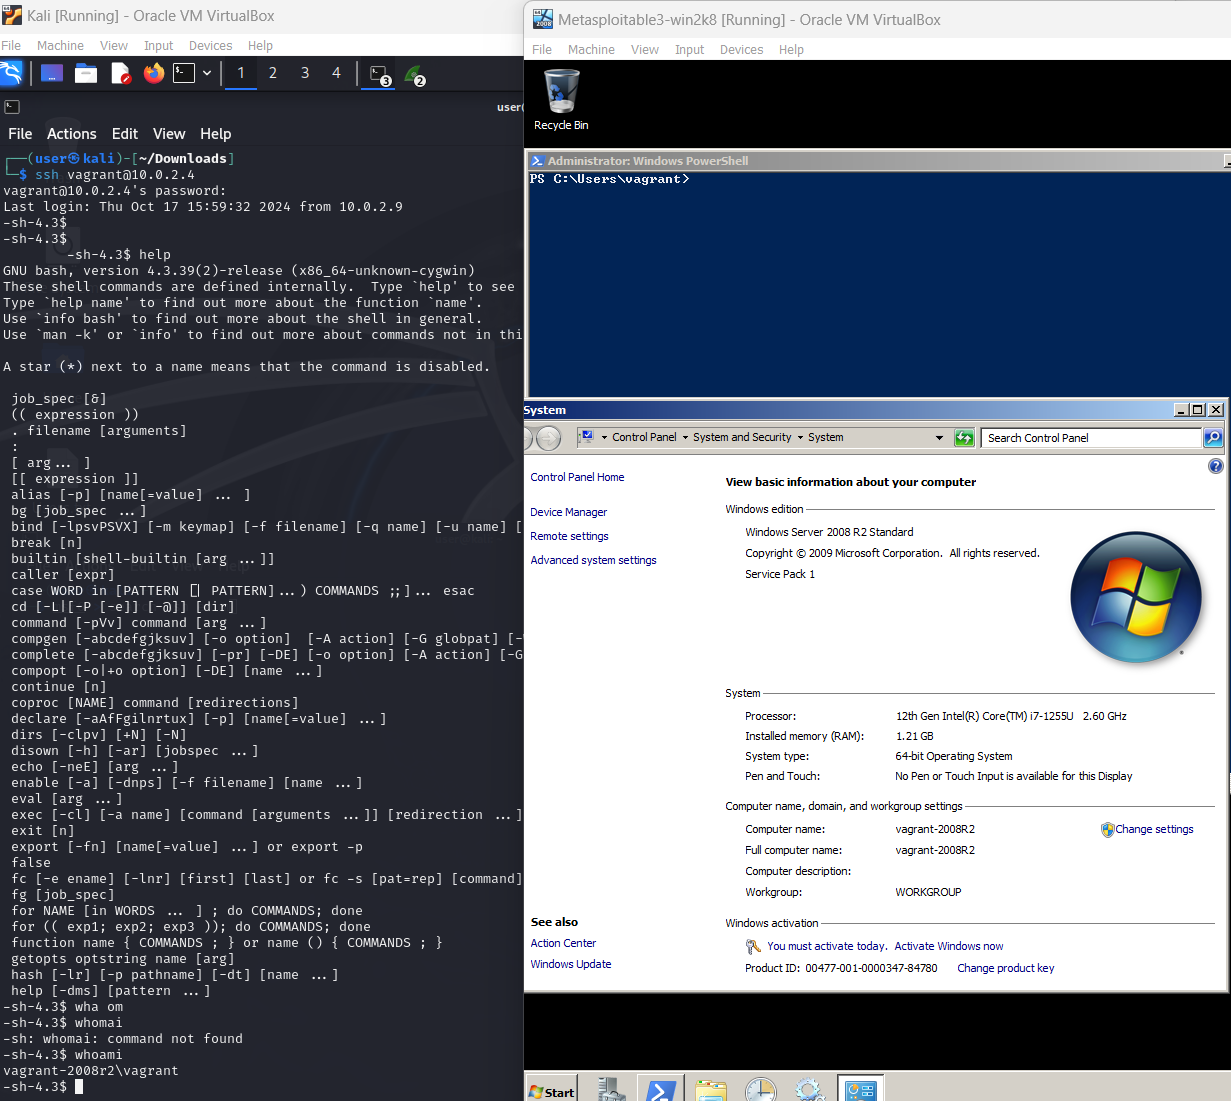 Kali [Running] - Oracle VM VirtualBox
File Machine View Input Devices Help
1 2 3 4 3 2
user(
File Actions Edit View Help
┌──(user㉿kali)-[~/Downloads]
└─$ ssh vagrant@10.0.2.4
vagrant@10.0.2.4's password:
Last login: Thu Oct 17 15:59:32 2024 from 10.0.2.9
-sh-4.3$
-sh-4.3$
-sh-4.3$ help
GNU bash, version 4.3.39(2)-release (x86_64-unknown-cygwin)
These shell commands are defined internally.  Type `help' to see
Type `help name' to find out more about the function `name'.
Use `info bash' to find out more about the shell in general.
Use `man -k' or `info' to find out more about commands not in thi
A star (*) next to a name means that the command is disabled.
job_spec [&]
(( expression ))
. filename [arguments]
:
[ arg... ]
[[ expression ]]
alias [-p] [name[=value] ... ]
bg [job_spec ...]
bind [-lpsvPSVX] [-m keymap] [-f filename] [-q name] [-u name] [
break [n]
builtin [shell-builtin [arg ...]]
caller [expr]
case WORD in [PATTERN [| PATTERN]...) COMMANDS ;;]... esac
cd [-L|[-P [-e]] [-@]] [dir]
command [-pVv] command [arg ...]
compgen [-abcdefgjksuv] [-o option]  [-A action] [-G globpat] [-
complete [-abcdefgjksuv] [-pr] [-DE] [-o option] [-A action] [-G
compopt [-o|+o option] [-DE] [name ...]
continue [n]
coproc [NAME] command [redirections]
declare [-aAfFgilnrtux] [-p] [name[=value] ...]
dirs [-clpv] [+N] [-N]
disown [-h] [-ar] [jobspec ...]
echo [-neE] [arg ...]
enable [-a] [-dnps] [-f filename] [name ...]
eval [arg ...]
exec [-cl] [-a name] [command [arguments ...]] [redirection ...]
exit [n]
export [-fn] [name[=value] ...] or export -p
false
fc [-e ename] [-lnr] [first] [last] or fc -s [pat=rep] [command]
fg [job_spec]
for NAME [in WORDS ... ] ; do COMMANDS; done
for (( exp1; exp2; exp3 )); do COMMANDS; done
function name { COMMANDS ; } or name () { COMMANDS ; }
getopts optstring name [arg]
hash [-lr] [-p pathname] [-dt] [name ...]
help [-dms] [pattern ...]
-sh-4.3$ wha om
-sh-4.3$ whomai
-sh: whomai: command not found
-sh-4.3$ whoami
vagrant-2008r2\vagrant
-sh-4.3$
Metasploitable3-win2k8 [Running] - Oracle VM VirtualBox
File Machine View Input Devices Help
Recycle Bin
Administrator: Windows PowerShell
PS C:\Users\vagrant>
System
Control Panel System and Security System
Search Control Panel
Control Panel Home
Device Manager
Remote settings
Advanced system settings
View basic information about your computer
Windows edition
Windows Server 2008 R2 Standard
Copyright © 2009 Microsoft Corporation.  All rights reserved.
Service Pack 1
System
Processor: 12th Gen Intel(R) Core(TM) i7-1255U 2.60 GHz
Installed memory (RAM): 1.21 GB
System type: 64-bit Operating System
Pen and Touch: No Pen or Touch Input is available for this Display
Computer name, domain, and workgroup settings
Computer name: vagrant-2008R2 Change settings
Full computer name: vagrant-2008R2
Computer description:
Workgroup: WORKGROUP
Windows activation
You must activate today. Activate Windows now
Product ID: 00477-001-0000347-84780 Change product key
See also
Action Center
Windows Update
Start